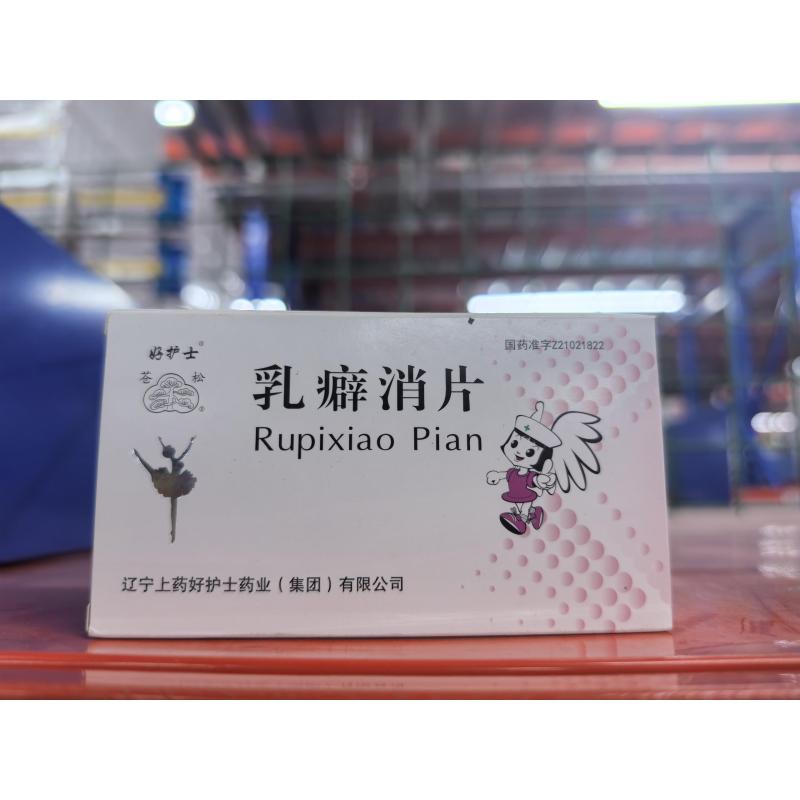 好护士®
苍松®
国药准字Z21021822
乳癖消片
Rupixiao Pian
辽宁上药好护士药业（集团）有限公司